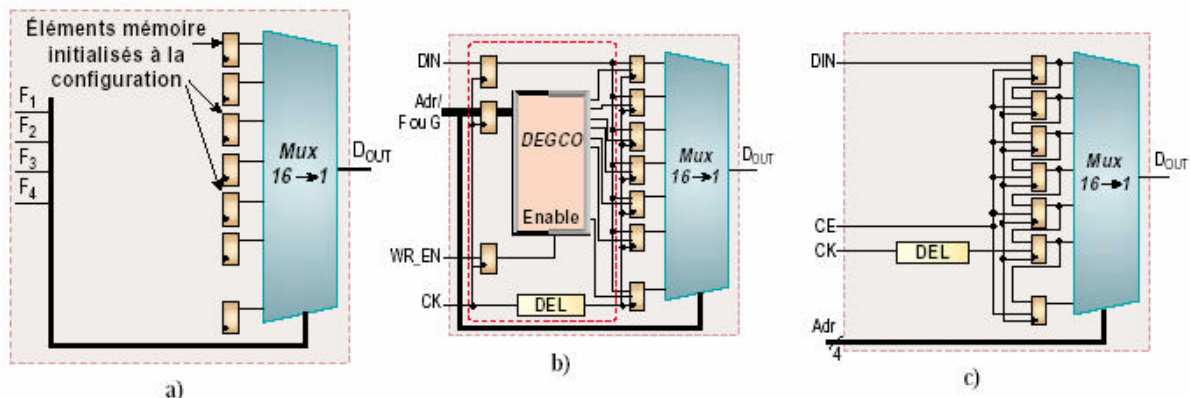 Éléments mémoire
initialisés à la
configuration
F1
F2
F3
F4
Mux
16→1
DOUT
a)
DIN
Adr/
F ou G
DEGCO
Enable
WR_EN
CK
DEL
Mux
16→1
DOUT
b)
DIN
CE
CK
DEL
Adr
4
Mux
16→1
DOUT
c)